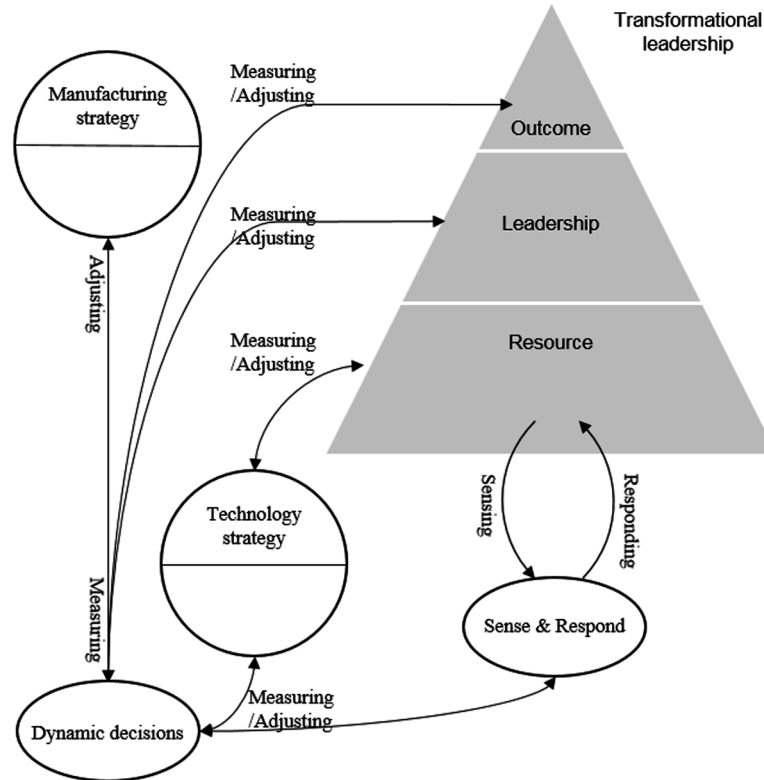 Transformational
leadership
Measuring
/Adjusting
Manufacturing
strategy
Outcome
Measuring
/Adjusting
Leadership
Adjusting
Measuring
/Adjusting
Resource
Sensing
Responding
Technology
strategy
Measuring
Sense & Respond
Measuring
/Adjusting
Dynamic decisions